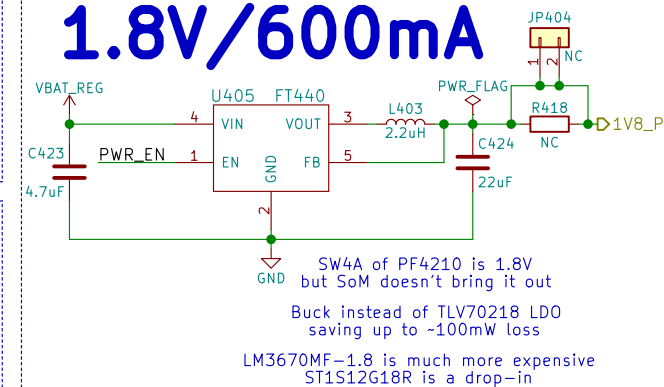 1.8V/600mA
JP404
1
2
NC
VBAT_REG
PWR_FLAG
U405 FT440
L403
2.2uH
R418
NC
1V8_P
4 VIN VOUT 3
C423
4.7uF
PWR_EN
1 EN GND FB 5
C424
22uF
2
GND
SW4A of PF4210 is 1.8V
but SoM doesn't bring it out
Buck instead of TLV70218 LDO
saving up to ~100mW loss
LM3670MF-1.8 is much more expensive
ST1S12G18R is a drop-in